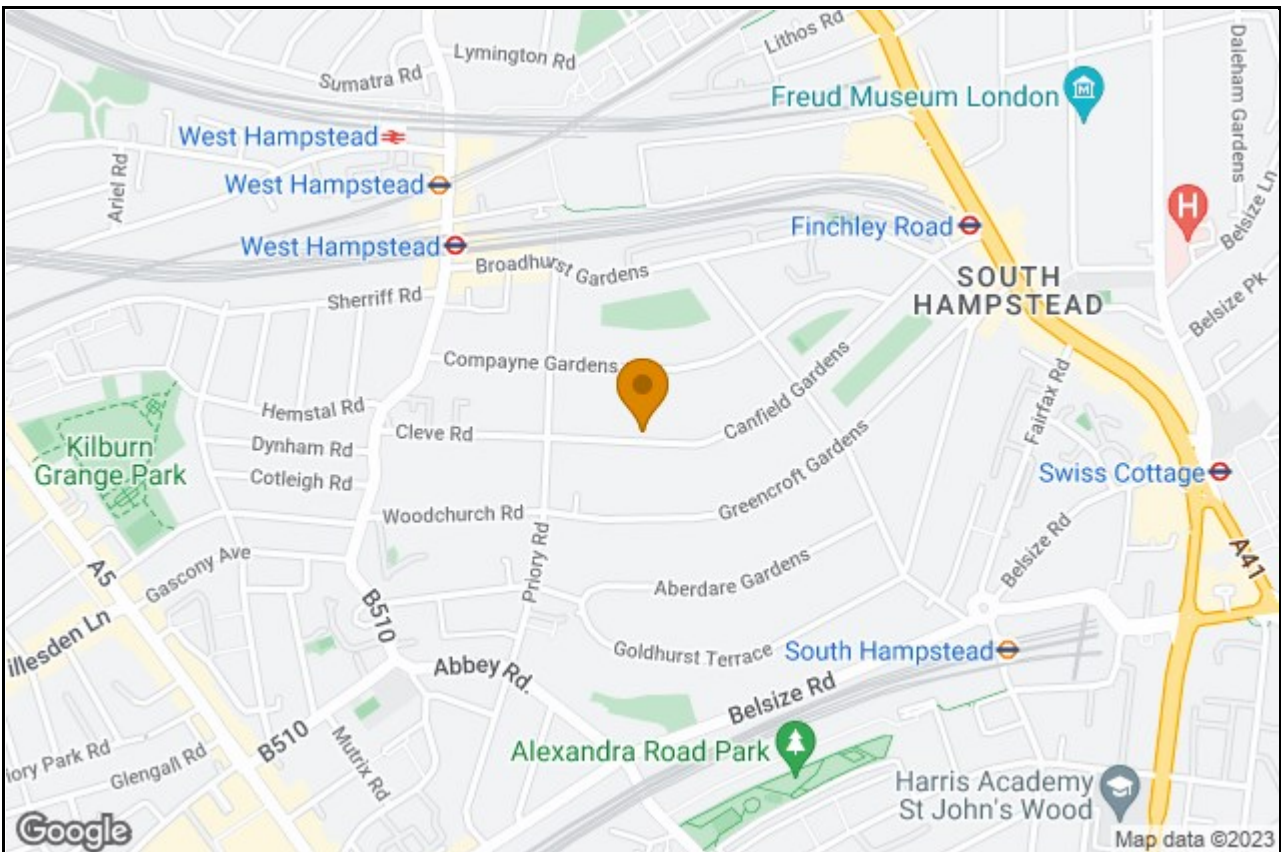 Lymington Rd
Lithos Rd
Daleham Gardens
Sumatra Rd
Freud Museum London
M
West Hampstead
Ariel Rd
West Hampstead
Belsize Ln
H
Finchley Road
West Hampstead
Broadhurst Gardens
SOUTH
HAMPSTEAD
Sherriff Rd
Belsize Pk
Compayne Gardens
Canfield Gardens
Fairfax Rd
Hemstal Rd
Cleve Rd
Kilburn
Grange Park
Dynham Rd
Greencroft Gardens
Swiss Cottage
Cotleigh Rd
Woodchurch Rd
Belsize Rd
A41
Gascony Ave
A5
Priory Rd
Aberdare Gardens
B510
illesden Ln
Goldhurst Terrace
South Hampstead
Abbey Rd.
Belsize Rd
B510
Mutrix Rd
Alexandra Road Park
iory Park Rd
Glengall Rd
Harris Academy
St John's Wood
Google
Map data ©2023